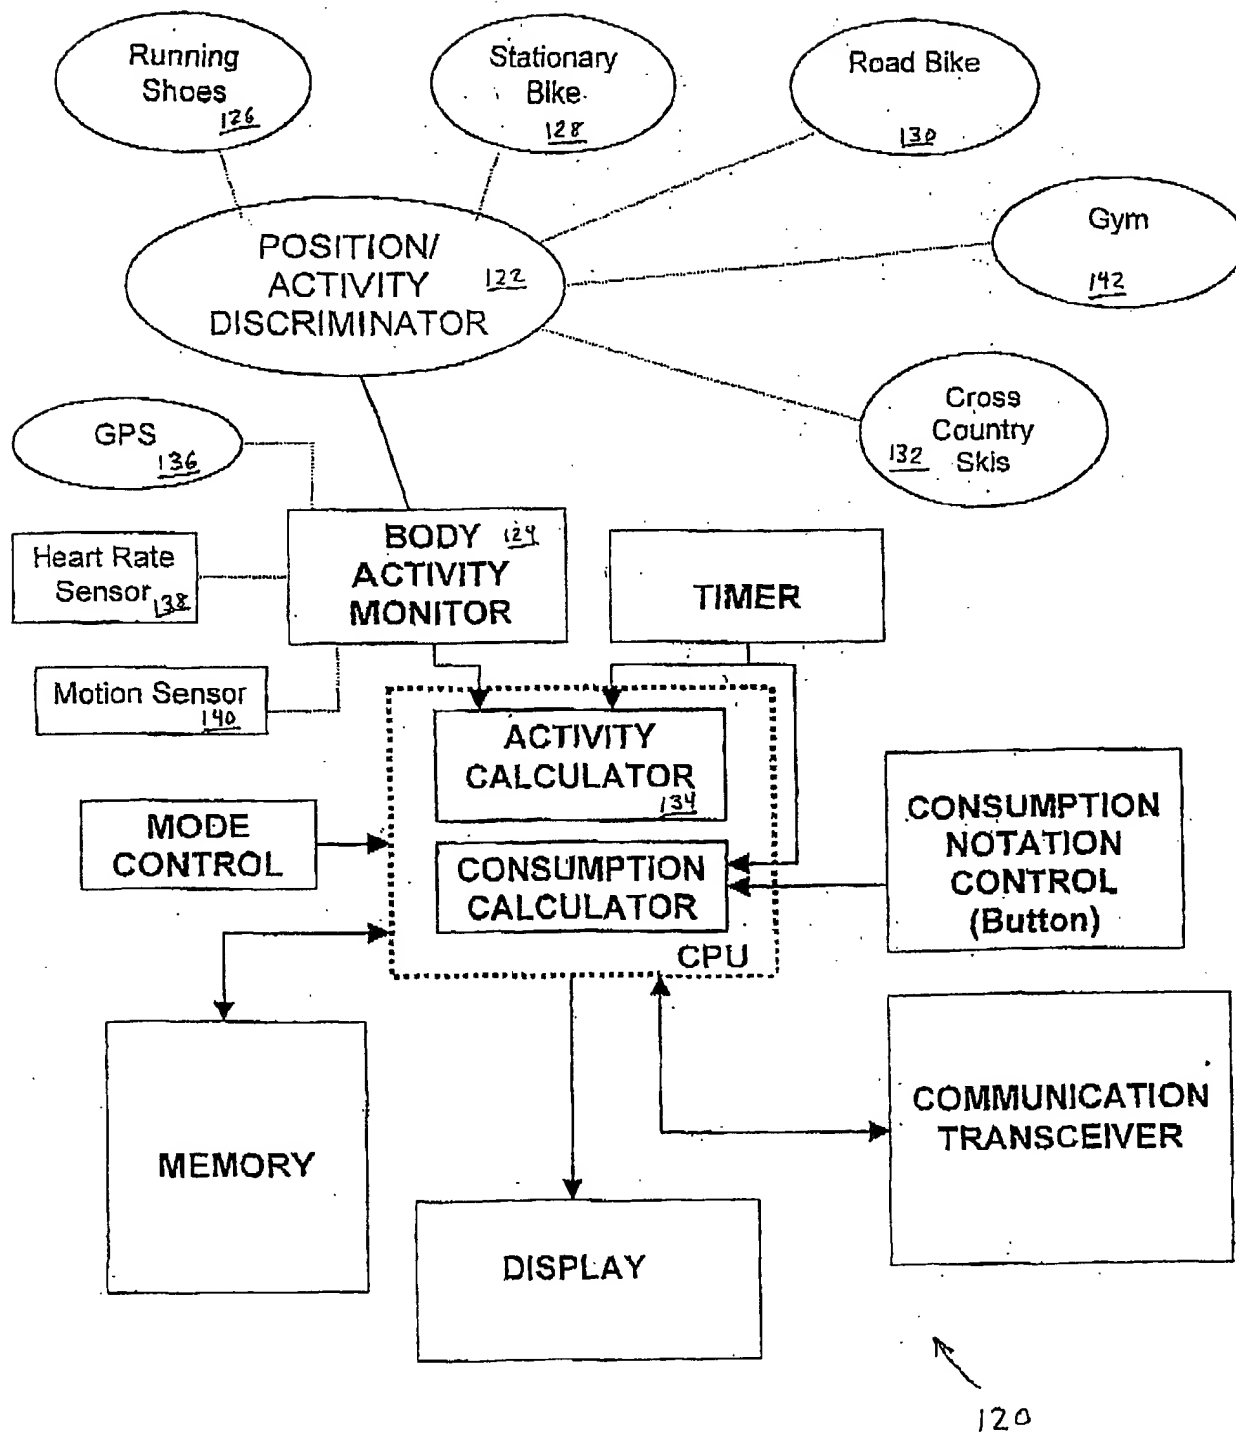 Running
Shoes
126
Stationary
Bike
128
Road Bike
130
Gym
142
POSITION/
ACTIVITY
DISCRIMINATOR
122
Cross
Country
Skis
132
GPS
136
BODY
ACTIVITY
MONITOR
124
Heart Rate
Sensor
138
TIMER
Motion Sensor
140
ACTIVITY
CALCULATOR
134
MODE
CONTROL
CONSUMPTION
CALCULATOR
CPU
CONSUMPTION
NOTATION
CONTROL
(Button)
MEMORY
COMMUNICATION
TRANSCEIVER
DISPLAY
120